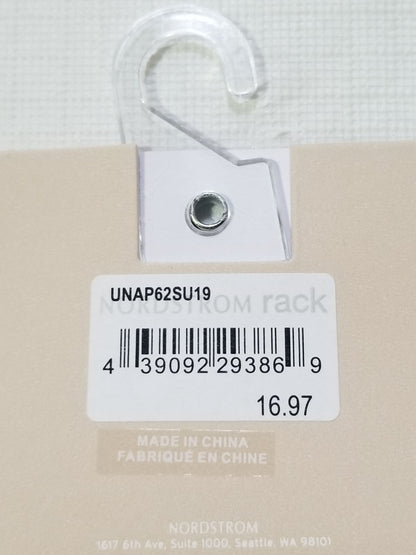 UNAP62SU19
NORDSTROM rack
4 39092 29386 9
16.97
MADE IN CHINA
FABRIQUÉ EN CHINE
NORDSTROM
1617 6th Ave, Suite 1000, Seattle, WA 98101